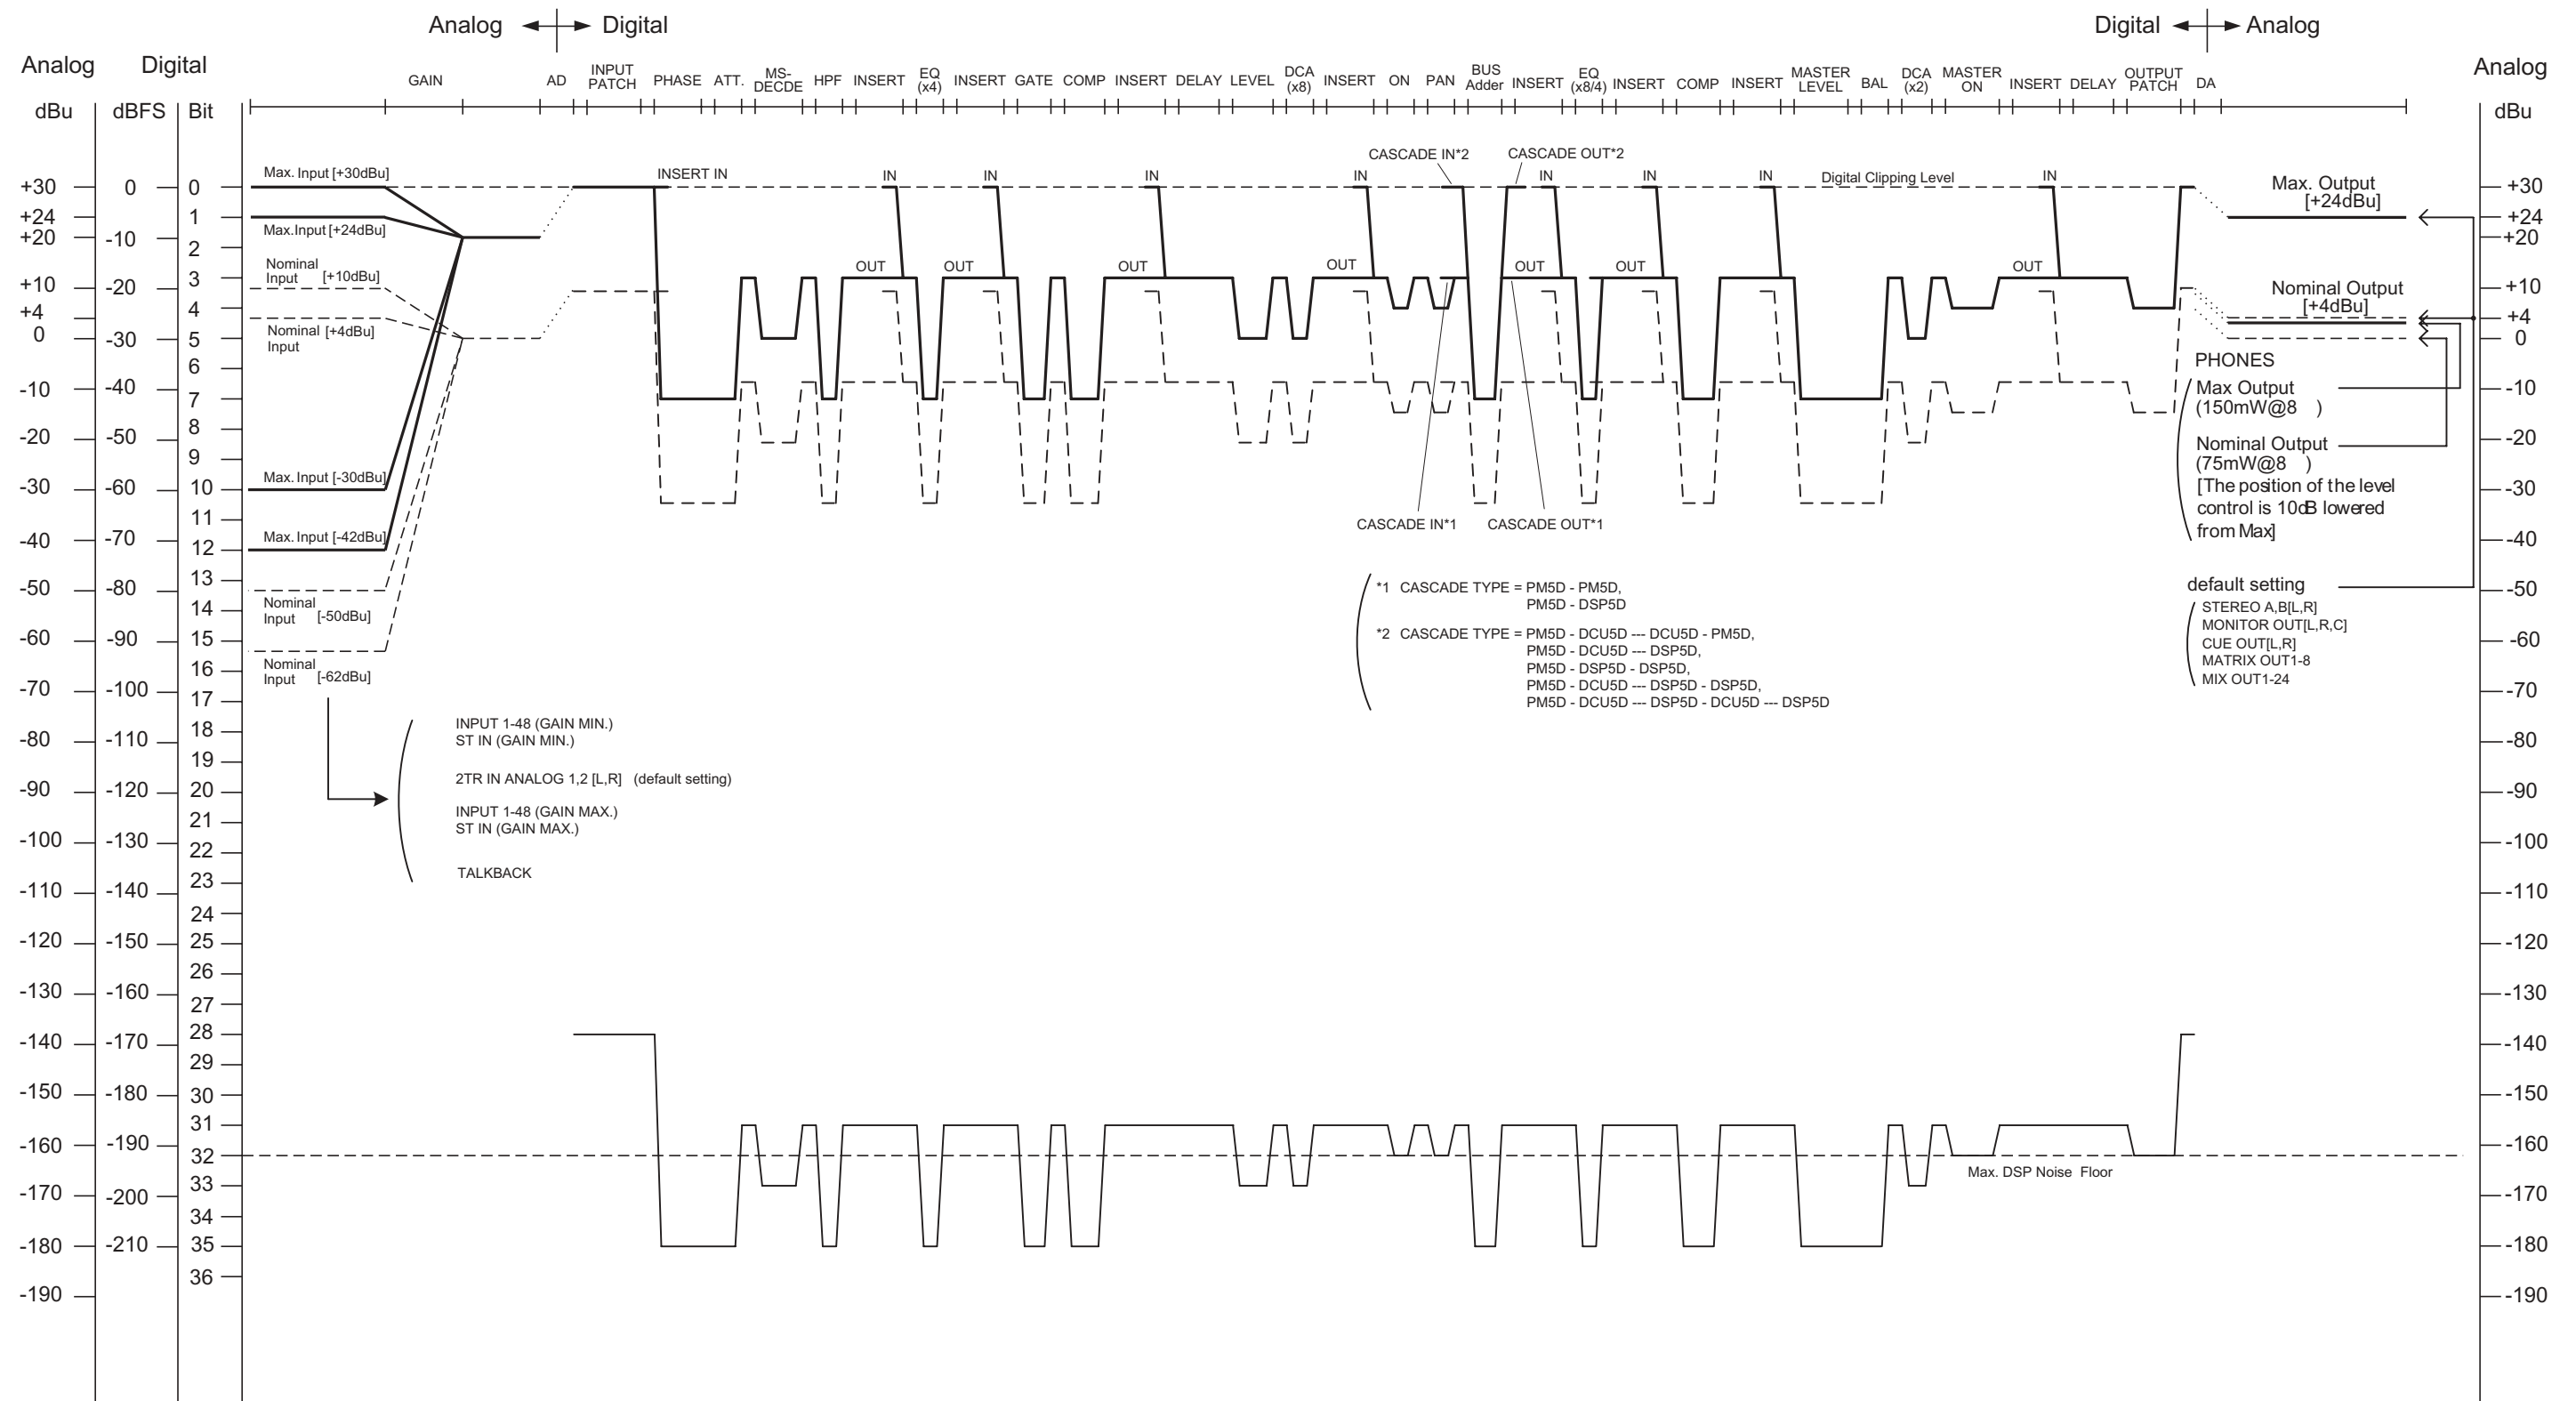 Analog Digital
Digital Analog
Analog Digital
Analog
GAIN AD INPUT PATCH PHASE ATT. MS-DECDE HPF INSERT EQ (x4) INSERT GATE COMP INSERT DELAY LEVEL DCA (x8) INSERT ON PAN BUS Adder INSERT EQ (x8/4) INSERT COMP INSERT MASTER LEVEL BAL DCA (x2) MASTER ON INSERT DELAY OUTPUT PATCH DA
dBu dBFS Bit
dBu
+30
+24
+20
+10
+4
0
-10
-20
-30
-40
-50
-60
-70
-80
-90
-100
-110
-120
-130
-140
-150
-160
-170
-180
-190
0
-10
-20
-30
-40
-50
-60
-70
-80
-90
-100
-110
-120
-130
-140
-150
-160
-170
-180
-190
-200
-210
0
1
2
3
4
5
6
7
8
9
10
11
12
13
14
15
16
17
18
19
20
21
22
23
24
25
26
27
28
29
30
31
32
33
34
35
36
Max. Input [+30dBu]
Max.Input [+24dBu]
Nominal
Input [+10dBu]
Nominal [+4dBu]
Input
Max.Input [-30dBu]
Max. Input [-42dBu]
Nominal
Input [-50dBu]
Nominal
Input [-62dBu]
INPUT 1-48 (GAIN MIN.)
ST IN (GAIN MIN.)
2TR IN ANALOG 1,2 [L,R] (default setting)
INPUT 1-48 (GAIN MAX.)
ST IN (GAIN MAX.)
TALKBACK
INSERT IN
IN
IN
IN
IN
IN
IN
IN
IN
OUT
OUT
OUT
OUT
OUT
OUT
OUT
CASCADE IN*2
CASCADE OUT*2
Digital Clipping Level
CASCADE IN*1
CASCADE OUT*1
*1 CASCADE TYPE = PM5D - PM5D,
PM5D - DSP5D
*2 CASCADE TYPE = PM5D - DCU5D --- DCU5D - PM5D,
PM5D - DCU5D --- DSP5D,
PM5D - DSP5D - DSP5D,
PM5D - DCU5D --- DSP5D - DSP5D,
PM5D - DCU5D --- DSP5D - DCU5D --- DSP5D
Max. DSP Noise Floor
Max. Output
[+24dBu]
Nominal Output
[+4dBu]
PHONES
Max Output
(150mW@8 )
Nominal Output
(75mW@8 )
[The position of the level
control is 10dB lowered
from Max]
default setting
STEREO A,B[L,R]
MONITOR OUT[L,R,C]
CUE OUT[L,R]
MATRIX OUT1-8
MIX OUT1-24
+30
+24
+20
+10
+4
0
-10
-20
-30
-40
-50
-60
-70
-80
-90
-100
-110
-120
-130
-140
-150
-160
-170
-180
-190